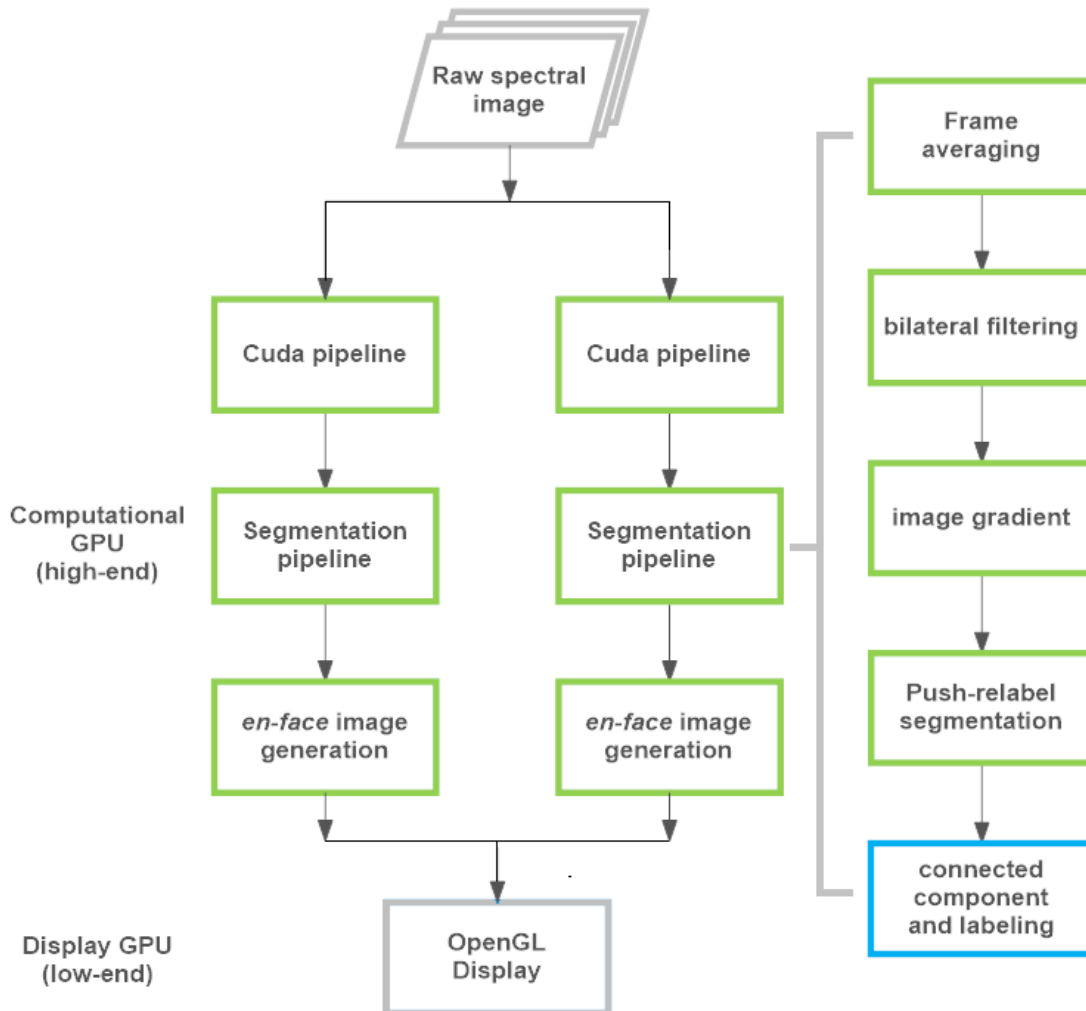 Raw spectral
image
Cuda pipeline
Cuda pipeline
Computational
GPU
(high-end)
Segmentation
pipeline
Segmentation
pipeline
en-face image
generation
en-face image
generation
Display GPU
(low-end)
OpenGL
Display
Frame
averaging
bilateral filtering
image gradient
Push-relabel
segmentation
connected
component
and labeling